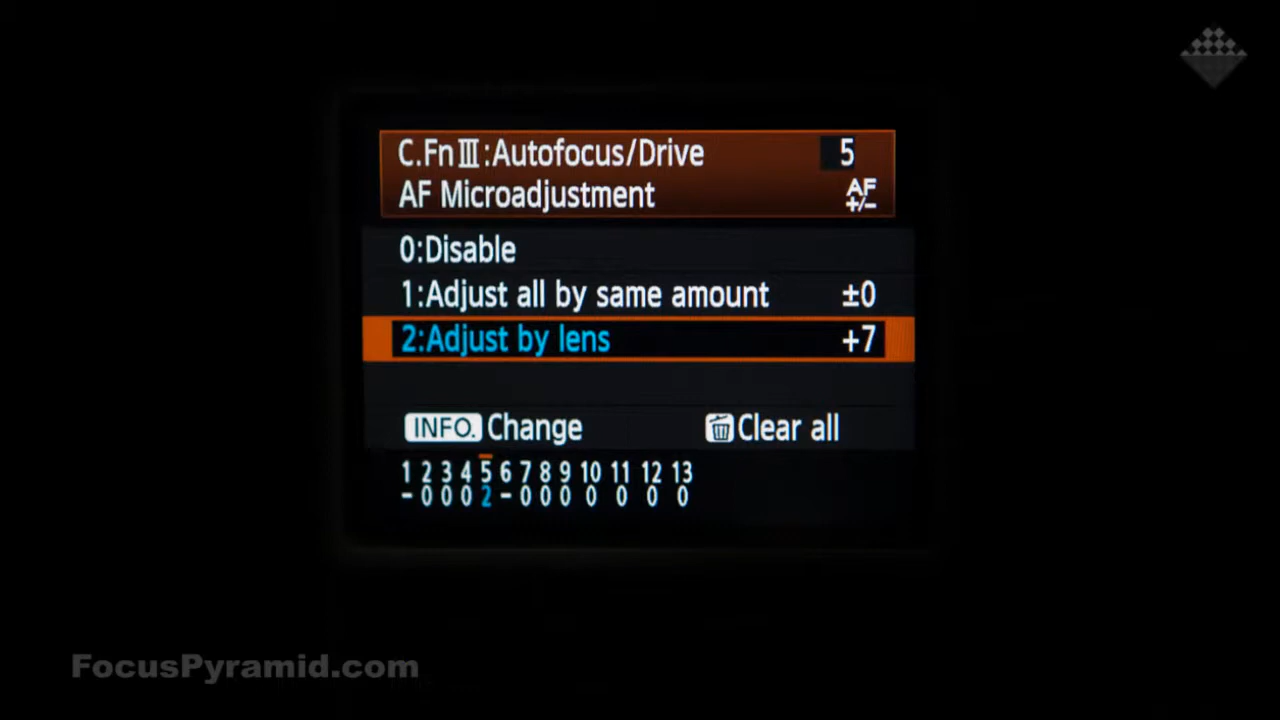 C.FnⅢ:Autofocus/Drive 5
AF Microadjustment AF +/−
0:Disable
1:Adjust all by same amount ±0
2:Adjust by lens +7
INFO. Change Clear all
1 2 3 4 5 6 7 8 9 10 11 12 13
− 0 0 0 2 − 0 0 0 0 0 0 0
FocusPyramid.com